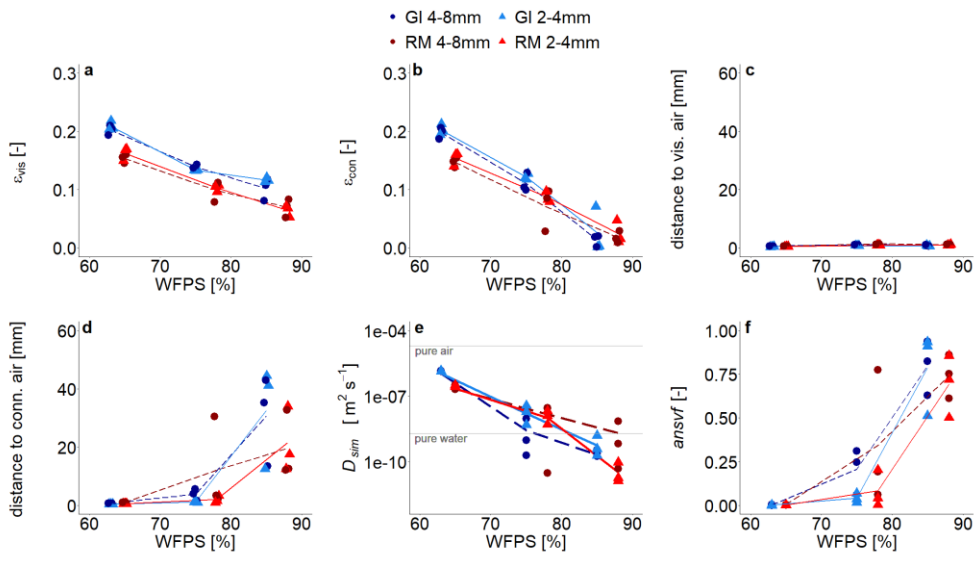 GI 4-8mm GI 2-4mm
RM 4-8mm RM 2-4mm
a
0.3
0.2
0.1
0.0
εvis [-]
60 70 80 90
WFPS [%]
b
0.3
0.2
0.1
0.0
εcon [-]
60 70 80 90
WFPS [%]
c
60
40
20
0
distance to vis. air [mm]
60 70 80 90
WFPS [%]
d
60
40
20
0
distance to conn. air [mm]
60 70 80 90
WFPS [%]
e
1e-04
1e-07
1e-10
Dsim [ m² s⁻¹]
pure air
pure water
60 70 80 90
WFPS [%]
f
1.00
0.75
0.50
0.25
0.00
ansvf [-]
60 70 80 90
WFPS [%]